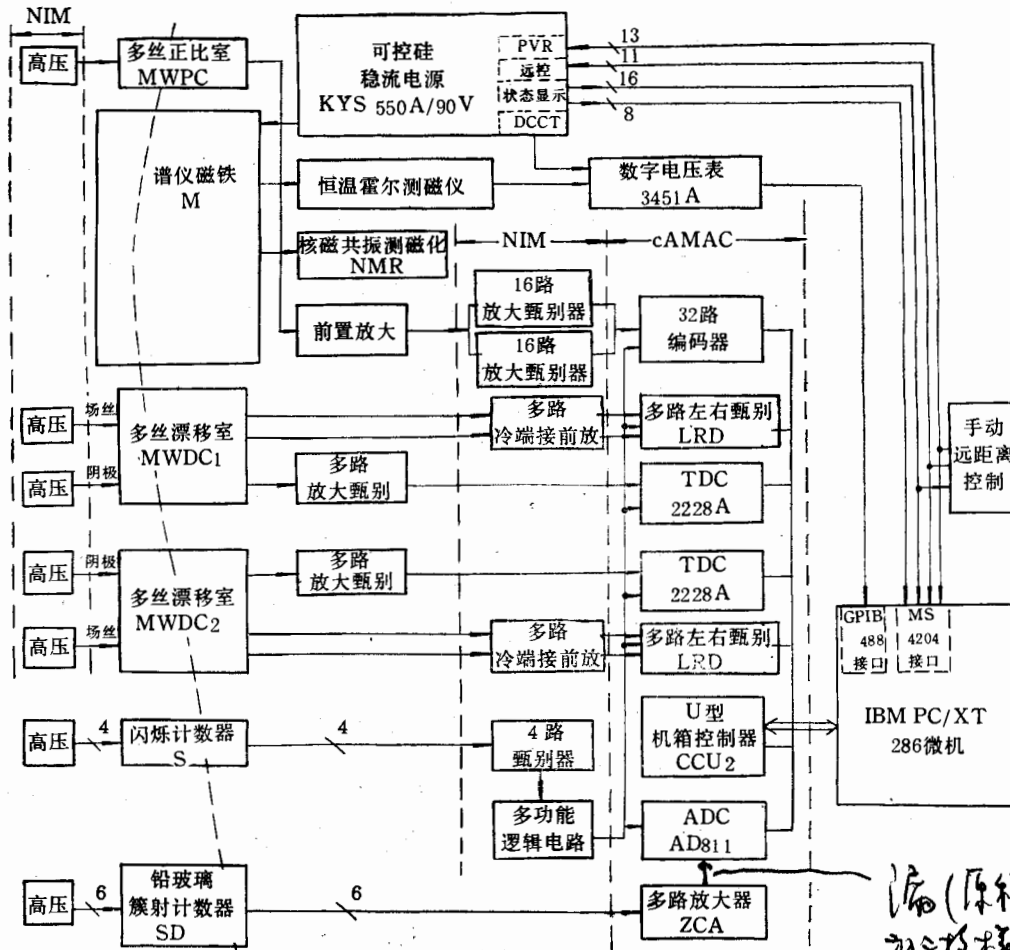 NIM
高压
多丝正比室
MWPC
可控硅
稳流电源
KYS 550A/90V
PVR
远控
状态显示
DCCT
13
11
16
8
谱仪磁铁
M
恒温霍尔测磁仪
数字电压表
3451A
核磁共振测磁化
NMR
NIM
cAMAC
前置放大
16路
放大甄别器
16路
放大甄别器
32路
编码器
高压
场丝
多丝漂移室
MWDC1
高压
阴极
多路
冷端接前放
多路左右甄别
LRD
多路
放大甄别
TDC
2228A
手动
远距离
控制
高压
阴极
多丝漂移室
MWDC2
高压
场丝
多路
放大甄别
TDC
2228A
多路
冷端接前放
多路左右甄别
LRD
GPIB
488
接口
MS
4204
接口
IBM PC/XT
286微机
高压
4
闪烁计数器
S
4
4路
甄别器
U型
机箱控制器
CCU2
多功能
逻辑电路
ADC
AD811
高压
6
铅玻璃
簇射计数器
SD
6
多路放大器
ZCA
漏(原稿